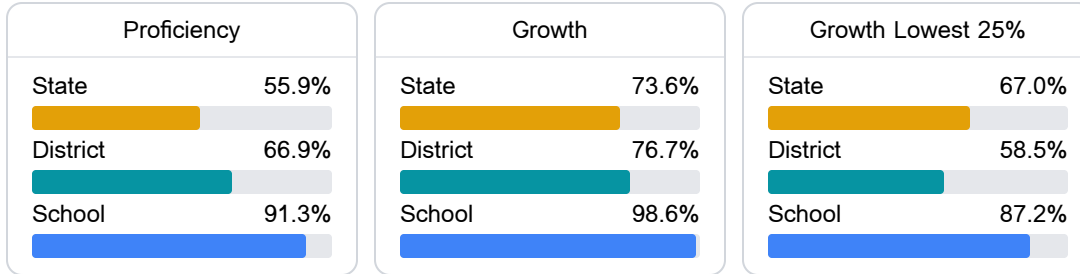 Proficiency
State 55.9%
District 66.9%
School 91.3%
Growth
State 73.6%
District 76.7%
School 98.6%
Growth Lowest 25%
State 67.0%
District 58.5%
School 87.2%